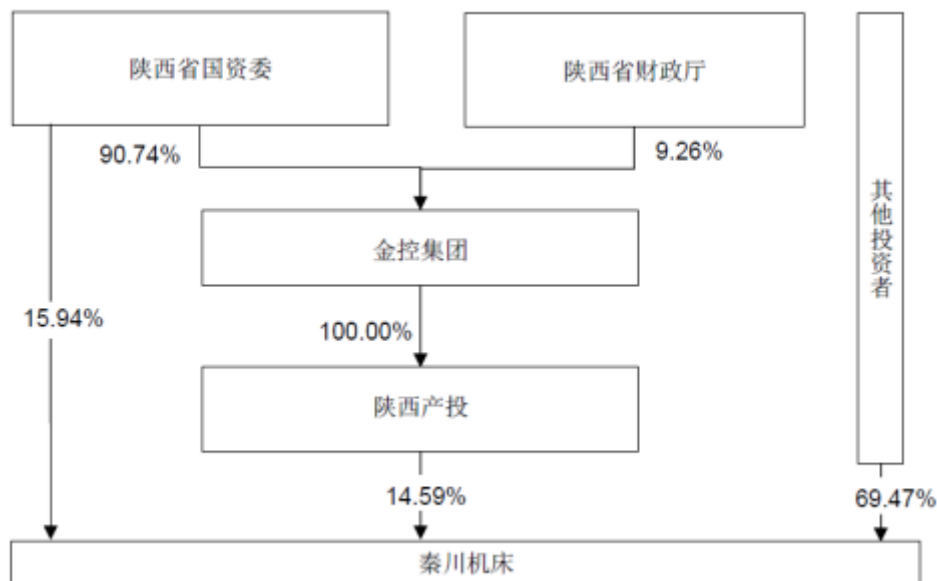 陕西省国资委
陕西省财政厅
90.74%
9.26%
其他投资者
金控集团
15.94%
100.00%
陕西产投
14.59%
69.47%
秦川机床